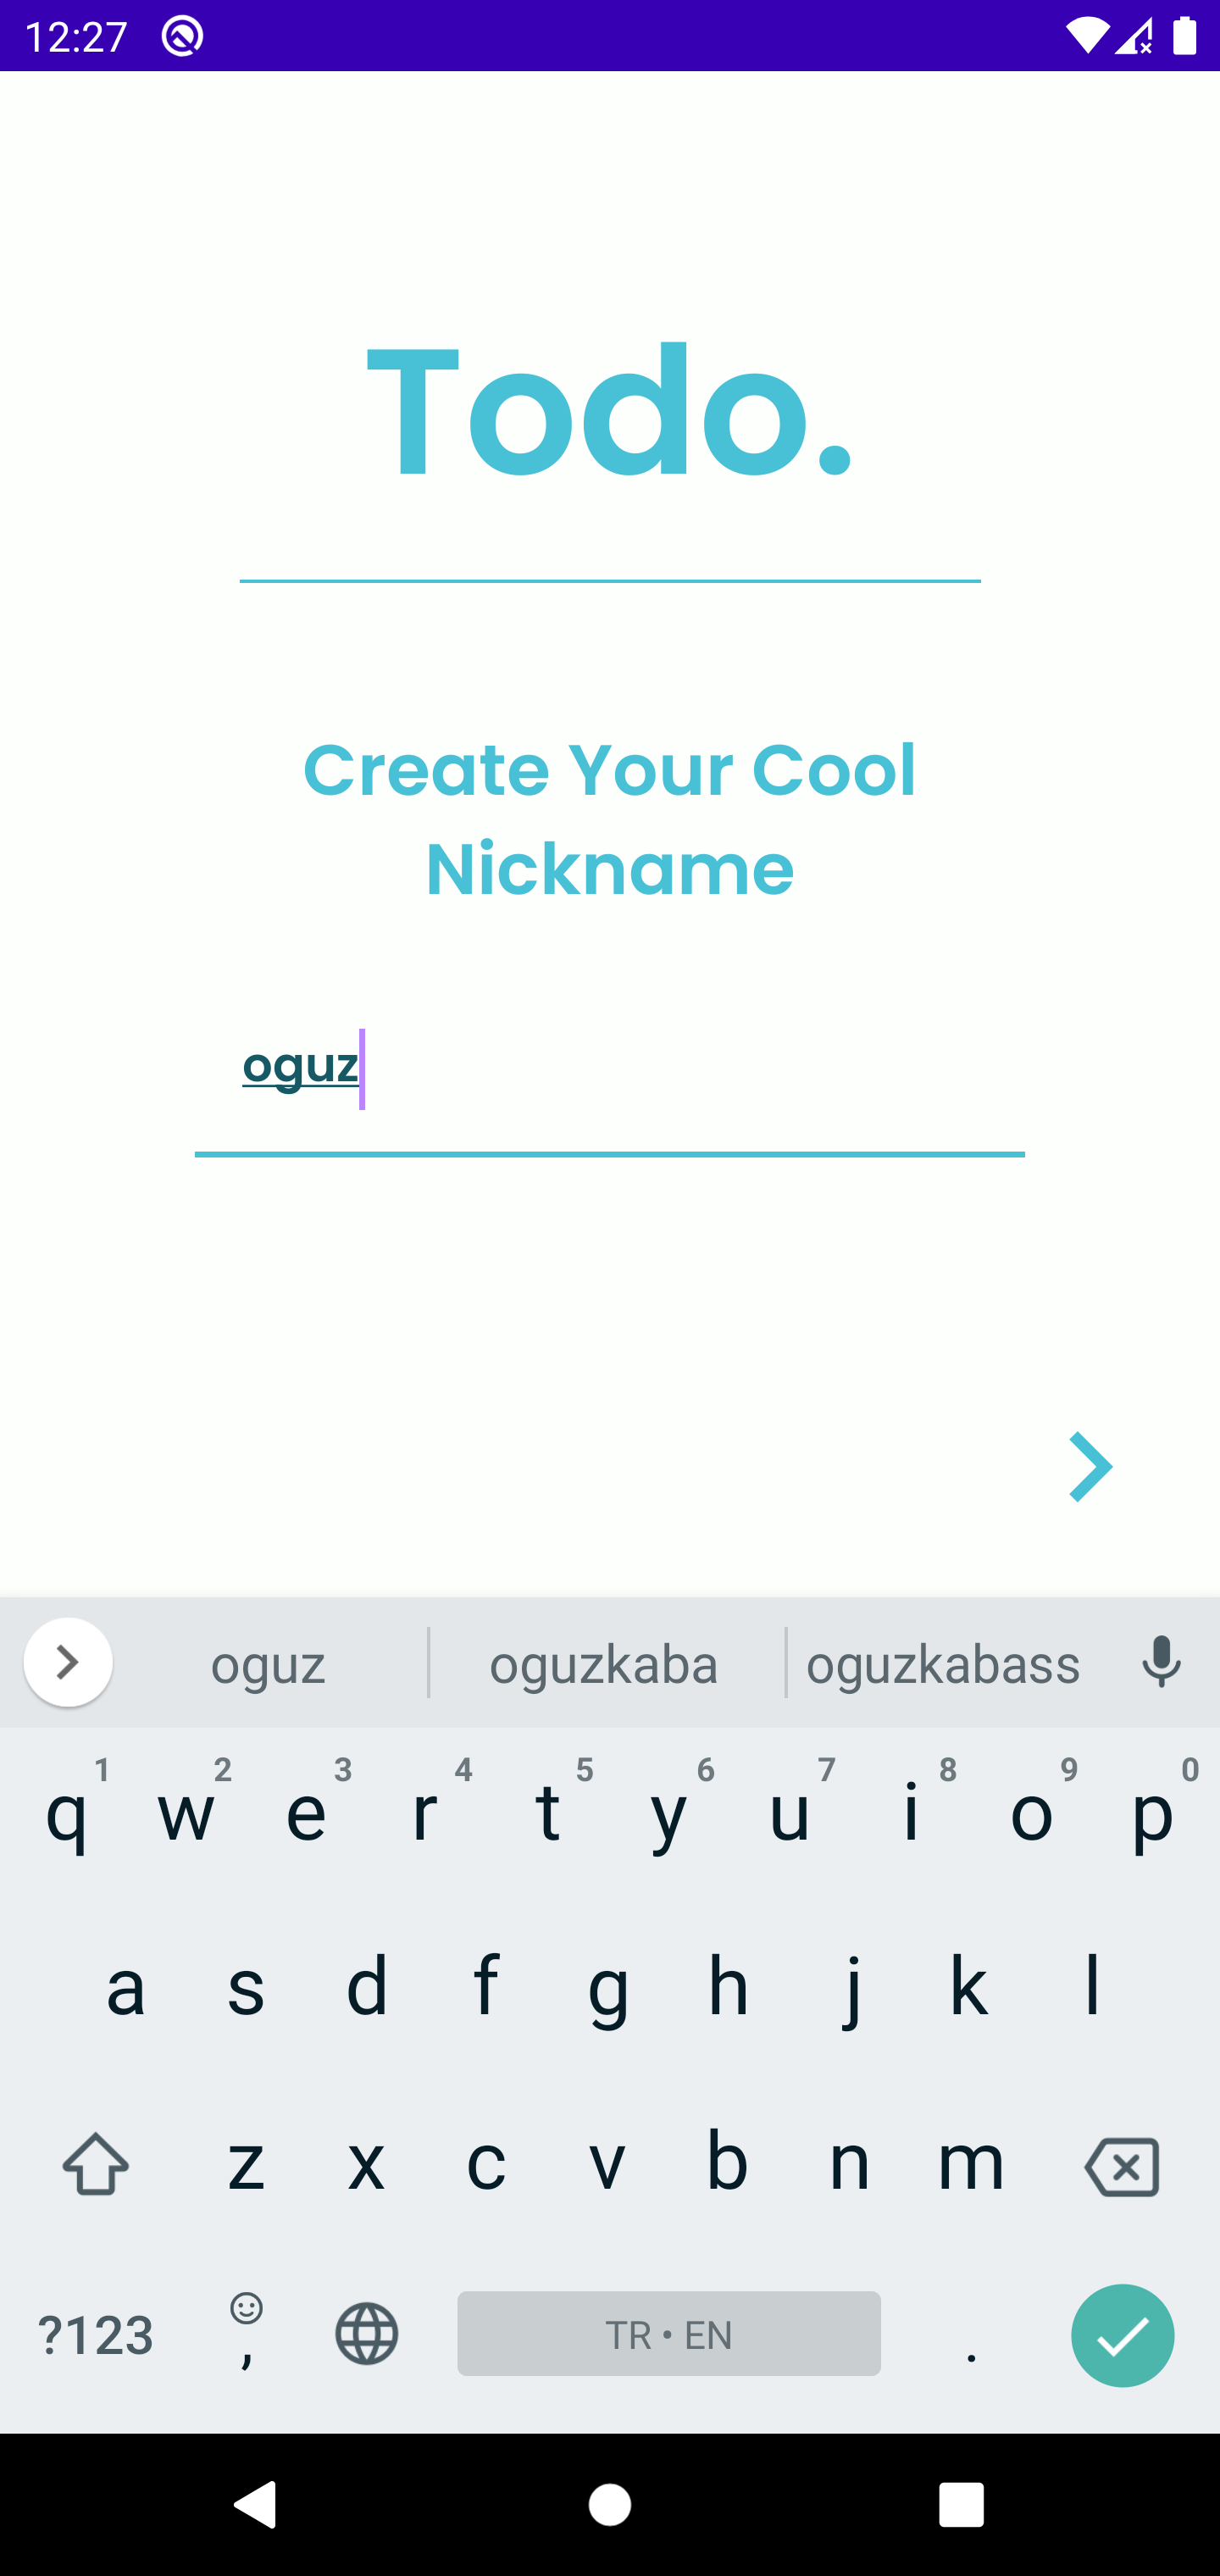 12:27
Todo.
Create Your Cool
Nickname
oguz
oguz oguzkaba oguzkabass
1 2 3 4 5 6 7 8 9 0
q w e r t y u i o p
a s d f g h j k l
z x c v b n m
?123 , TR • EN .